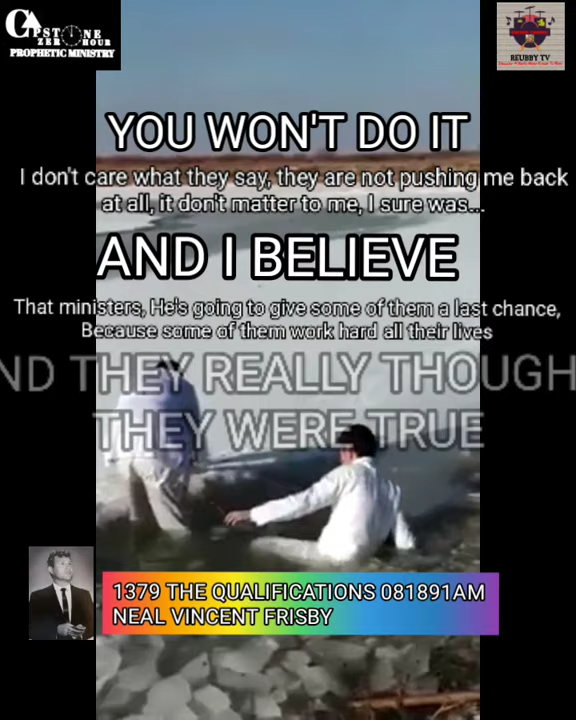 CAPSTONE
ZERO HOUR
PROPHETIC MINISTRY
REUBBY TV
YOU WON'T DO IT
I don't care what they say, they are not pushing me back
at all, it don't matter to me, I sure was...
AND I BELIEVE
That ministers, He's going to give some of them a last chance,
Because some of them work hard all their lives
ND THEY REALLY THOUGH
THEY WERE TRUE
1379 THE QUALIFICATIONS 081891AM
NEAL VINCENT FRISBY